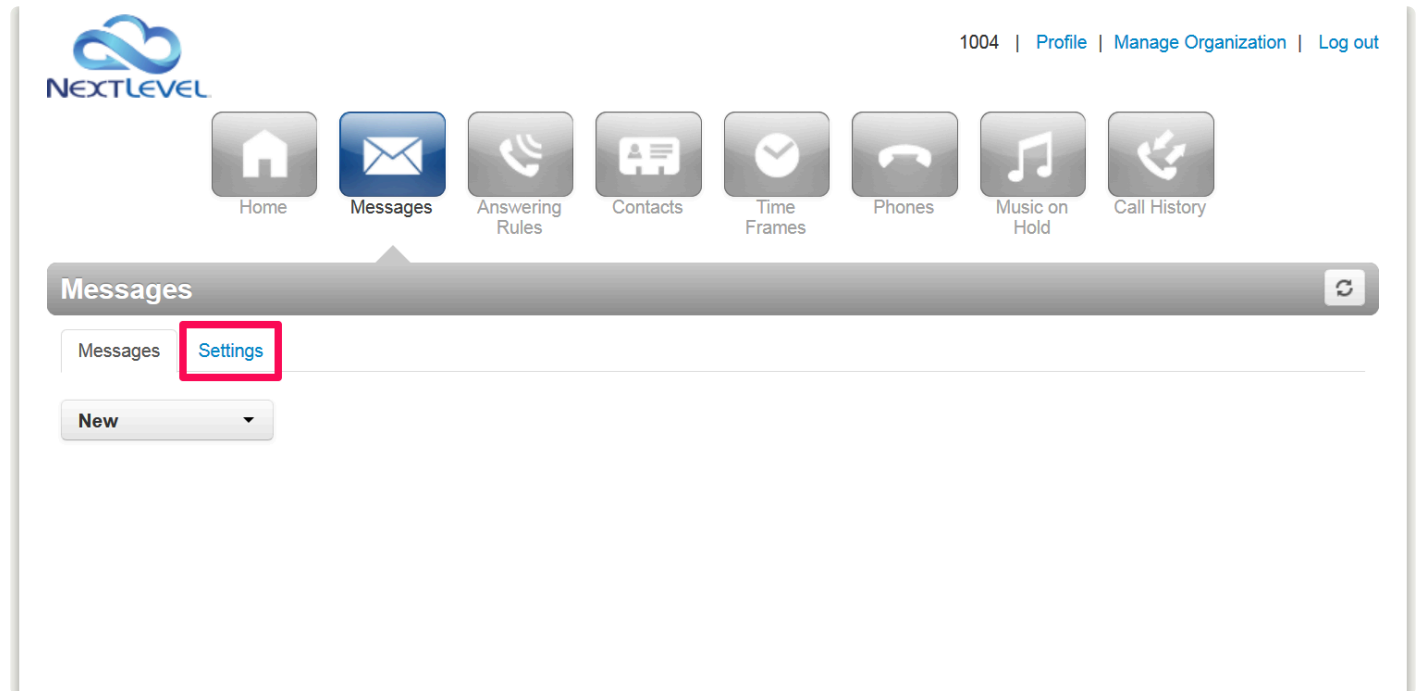 NEXTLEVEL
1004 | Profile | Manage Organization | Log out
Home
Messages
Answering
Rules
Contacts
Time
Frames
Phones
Music on
Hold
Call History
Messages
Messages Settings
New